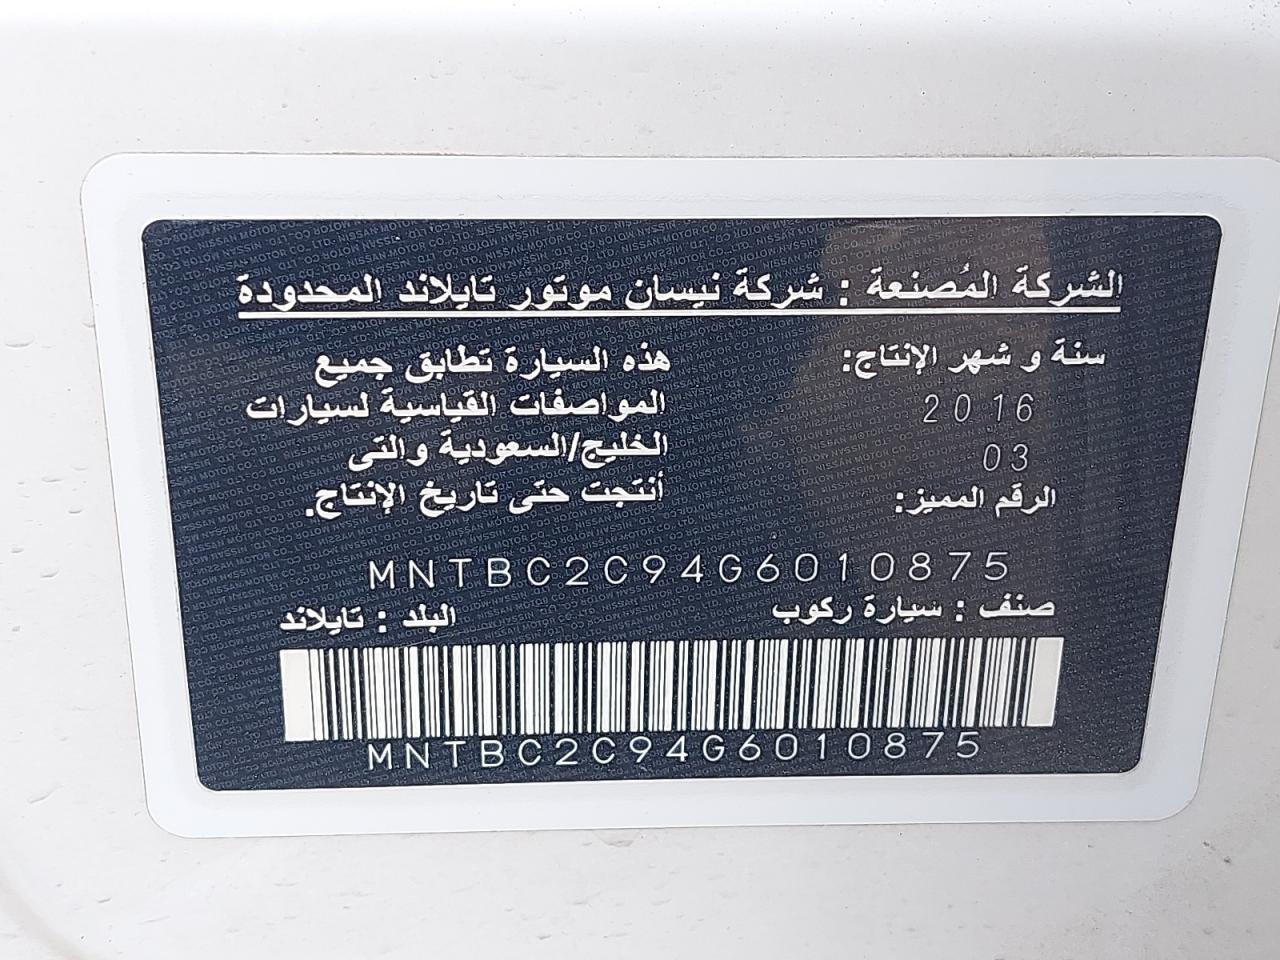 الشركة المُصنعة : شركة نيسان موتور تايلاند المحدودة
سنة و شهر الإنتاج:
2016
03
الرقم المميز:
هذه السيارة تطابق جميع
المواصفات القياسية لسيارات
الخليج/السعودية والتى
أنتجت حتى تاريخ الإنتاج.
MNTBC2C94G6010875
صنف : سيارة ركوب
البلد : تايلاند
MNTBC2C94G6010875